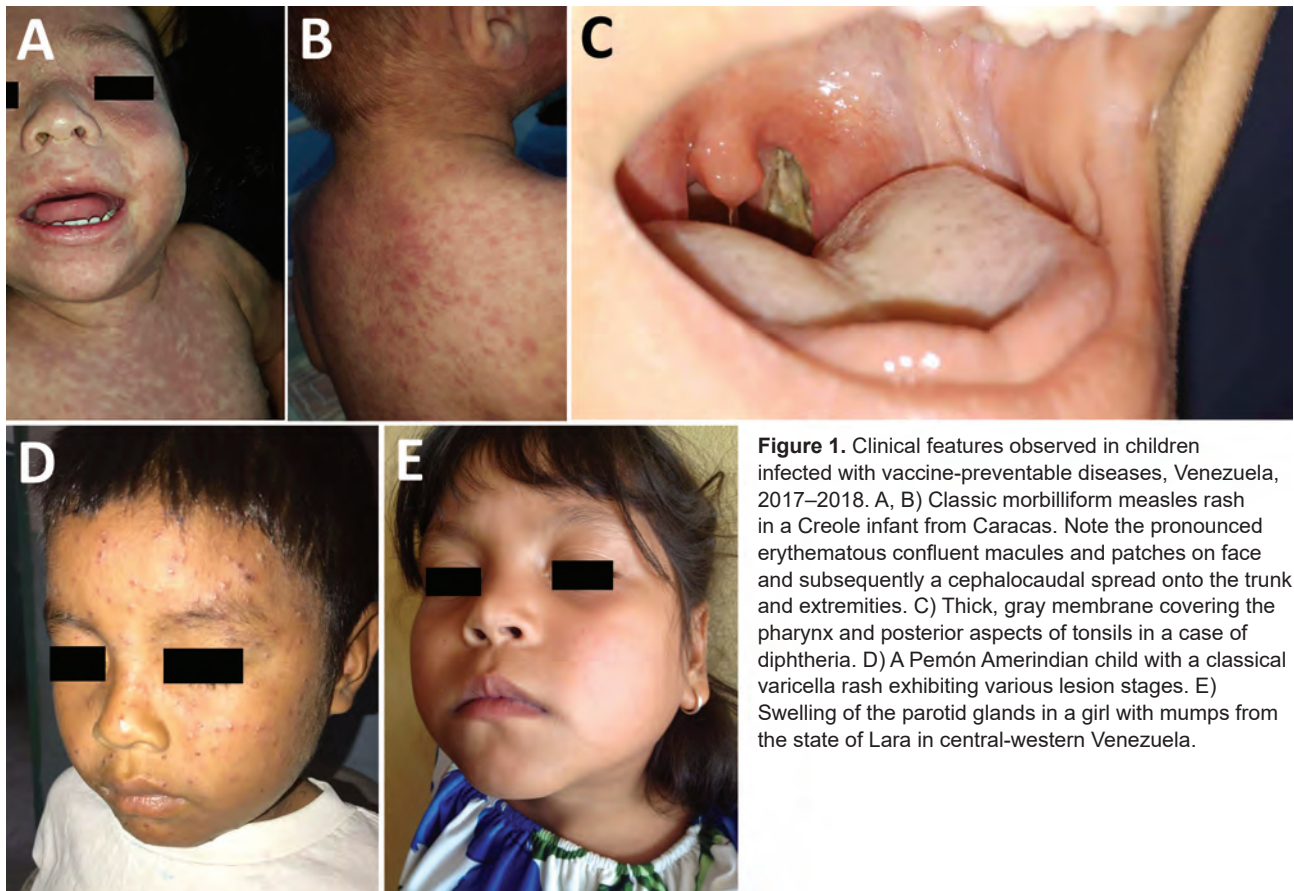 A
B
C
D
E
Figure 1. Clinical features observed in children
infected with vaccine-preventable diseases, Venezuela,
2017–2018. A, B) Classic morbilliform measles rash
in a Creole infant from Caracas. Note the pronounced
erythematous confluent macules and patches on face
and subsequently a cephalocaudal spread onto the trunk
and extremities. C) Thick, gray membrane covering the
pharynx and posterior aspects of tonsils in a case of
diphtheria. D) A Pemón Amerindian child with a classical
varicella rash exhibiting various lesion stages. E)
Swelling of the parotid glands in a girl with mumps from
the state of Lara in central-western Venezuela.